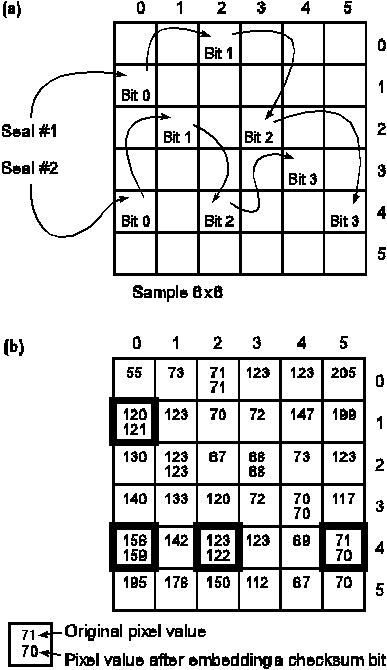 (a)
0 1 2 3 4 5
0
Bit 1
1
Bit 0
Seal #1
2
Bit 1 Bit 2
Seal #2
3
Bit 3
4
Bit 0 Bit 2 Bit 3
5
Sample 6x6
(b)
0 1 2 3 4 5
55 73 71 123 123 205 0
71
120 123 70 72 147 199 1
121
130 123 67 68 73 123 2
123 68
140 133 120 72 70 117 3
70
158 142 123 123 69 71 4
159 122 70
195 178 150 112 67 70 5
71 Original pixel value
70 Pixel value after embedding a checksum bit